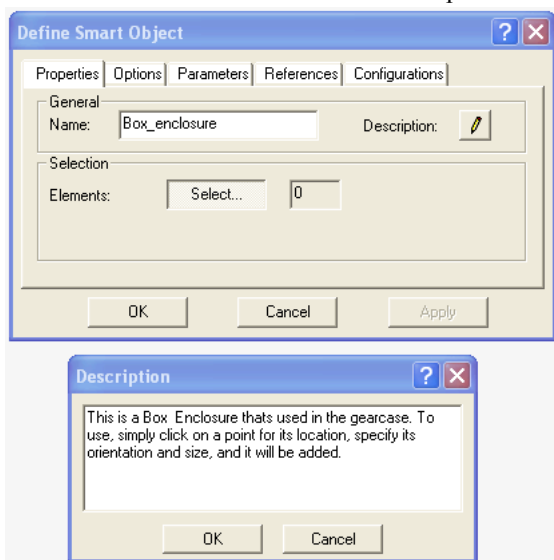 Define Smart Object
Properties Options Parameters References Configurations
General
Name: Box_enclosure Description:
Selection
Elements: Select... 0
OK Cancel Apply
Description
This is a Box Enclosure thats used in the gearcase. To
use, simply click on a point for its location, specify its
orientation and size, and it will be added.
OK Cancel